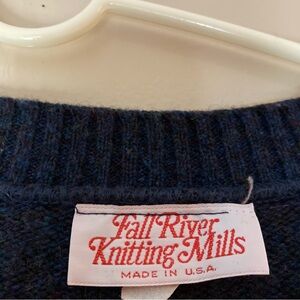 Fall River
Knitting Mills
MADE IN U.S.A.